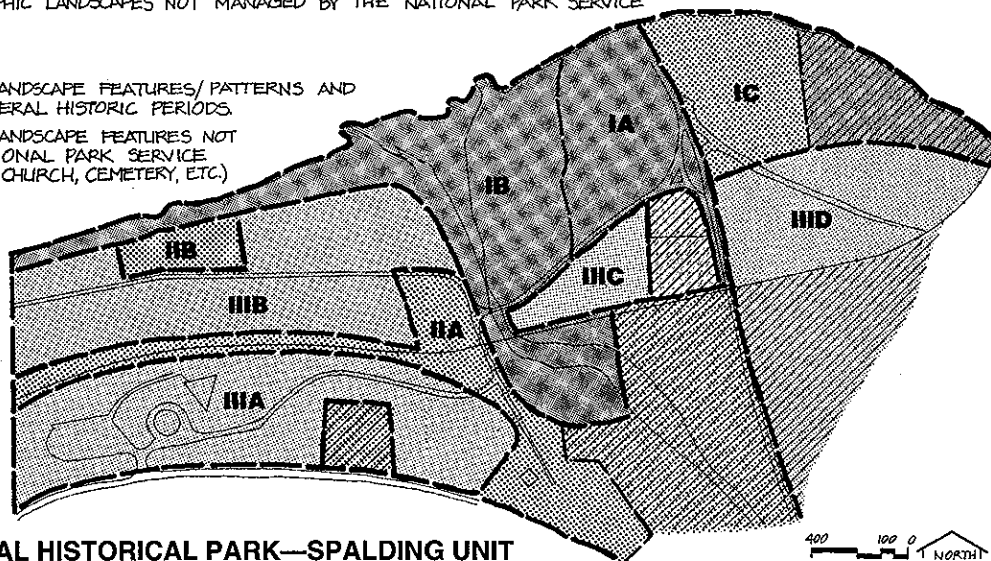 PHIC LANDSCAPES NOT MANAGED BY THE NATIONAL PARK SERVICE
ANDSCAPE FEATURES/PATTERNS AND
ERAL HISTORIC PERIODS.
ANDSCAPE FEATURES NOT
ONAL PARK SERVICE
CHURCH, CEMETERY, ETC.)
IC
IA
IB
IIID
IIB
IIIC
IIIB
IIA
IIIA
AL HISTORICAL PARK—SPALDING UNIT
400 100 0 NORTH